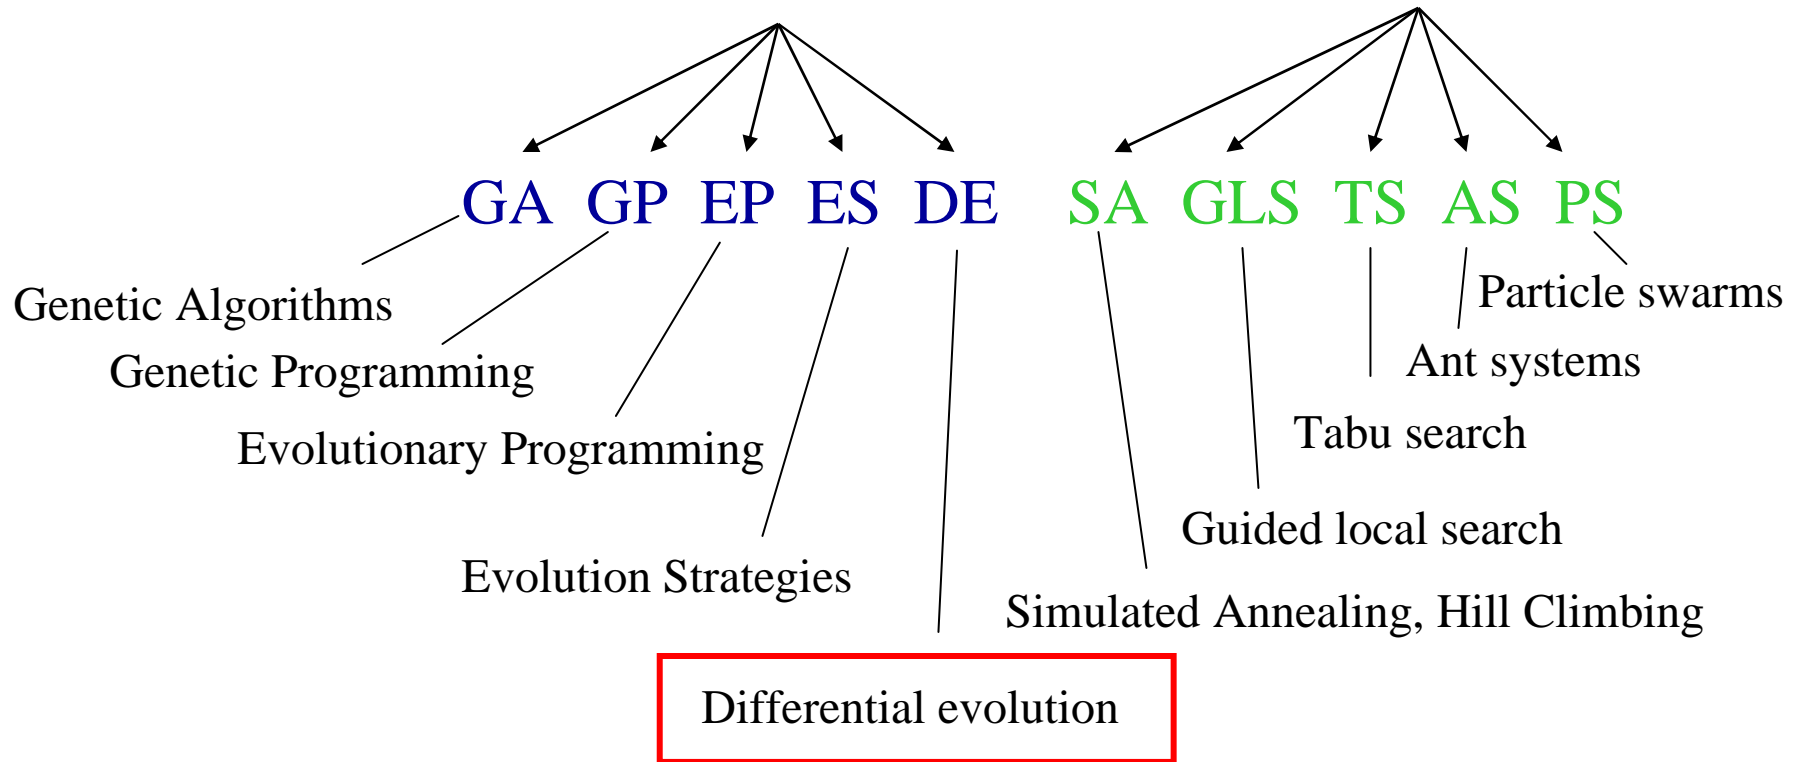 GA GP EP ES DE SA GLS TS AS PS
Genetic Algorithms
Particle swarms
Genetic Programming
Ant systems
Evolutionary Programming
Tabu search
Guided local search
Evolution Strategies
Simulated Annealing, Hill Climbing
Differential evolution